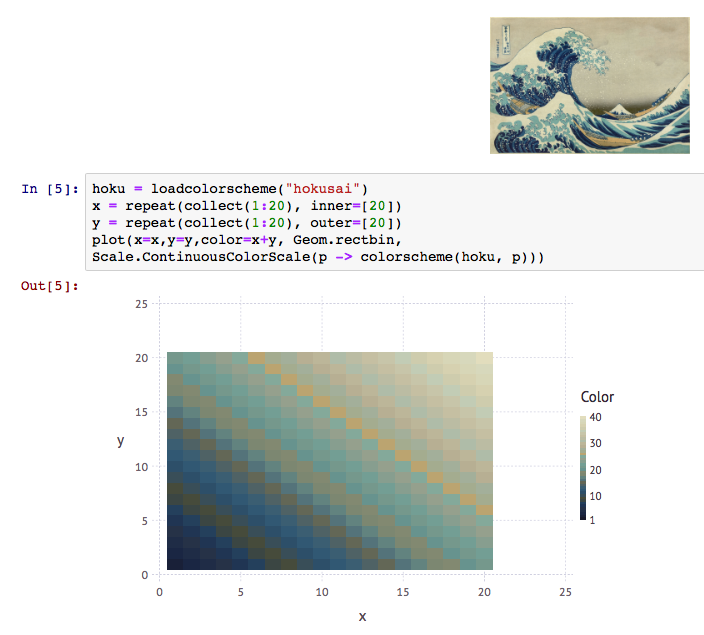 In [5]:
hoku = loadcolorscheme("hokusai")
x = repeat(collect(1:20), inner=[20])
y = repeat(collect(1:20), outer=[20])
plot(x=x,y=y,color=x+y, Geom.rectbin,
Scale.ContinuousColorScale(p -> colorscheme(hoku, p)))
Out[5]:
25
20
15
10
5
0
y
0 5 10 15 20 25
x
Color
40
30
20
10
1